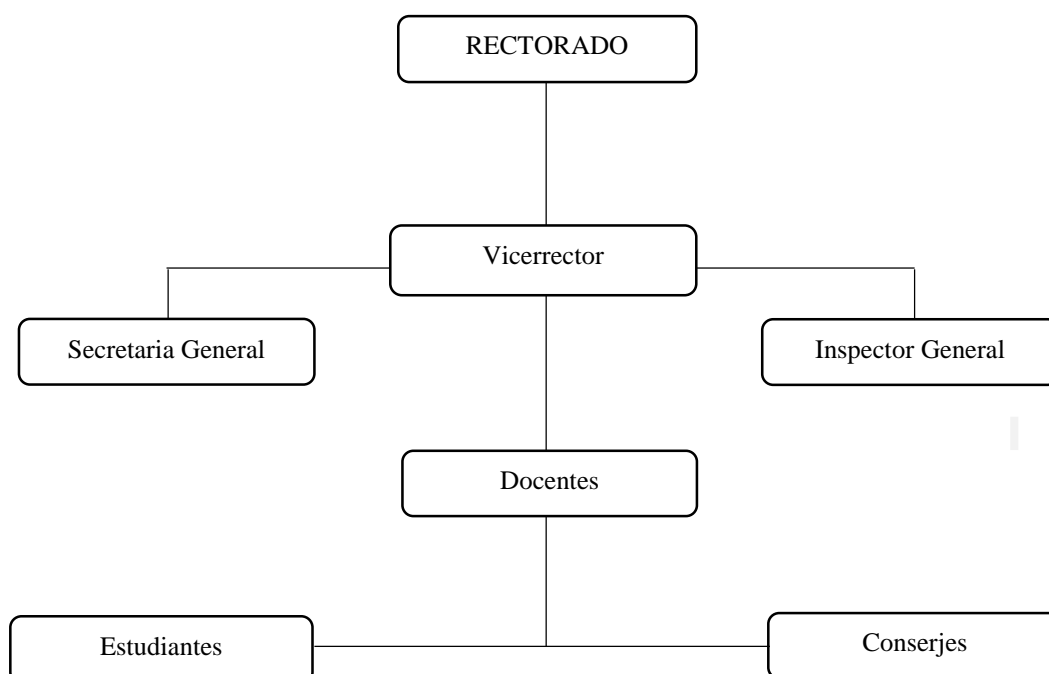 RECTORADO
Vicerrector
Secretaria General
Inspector General
Docentes
Estudiantes
Conserjes